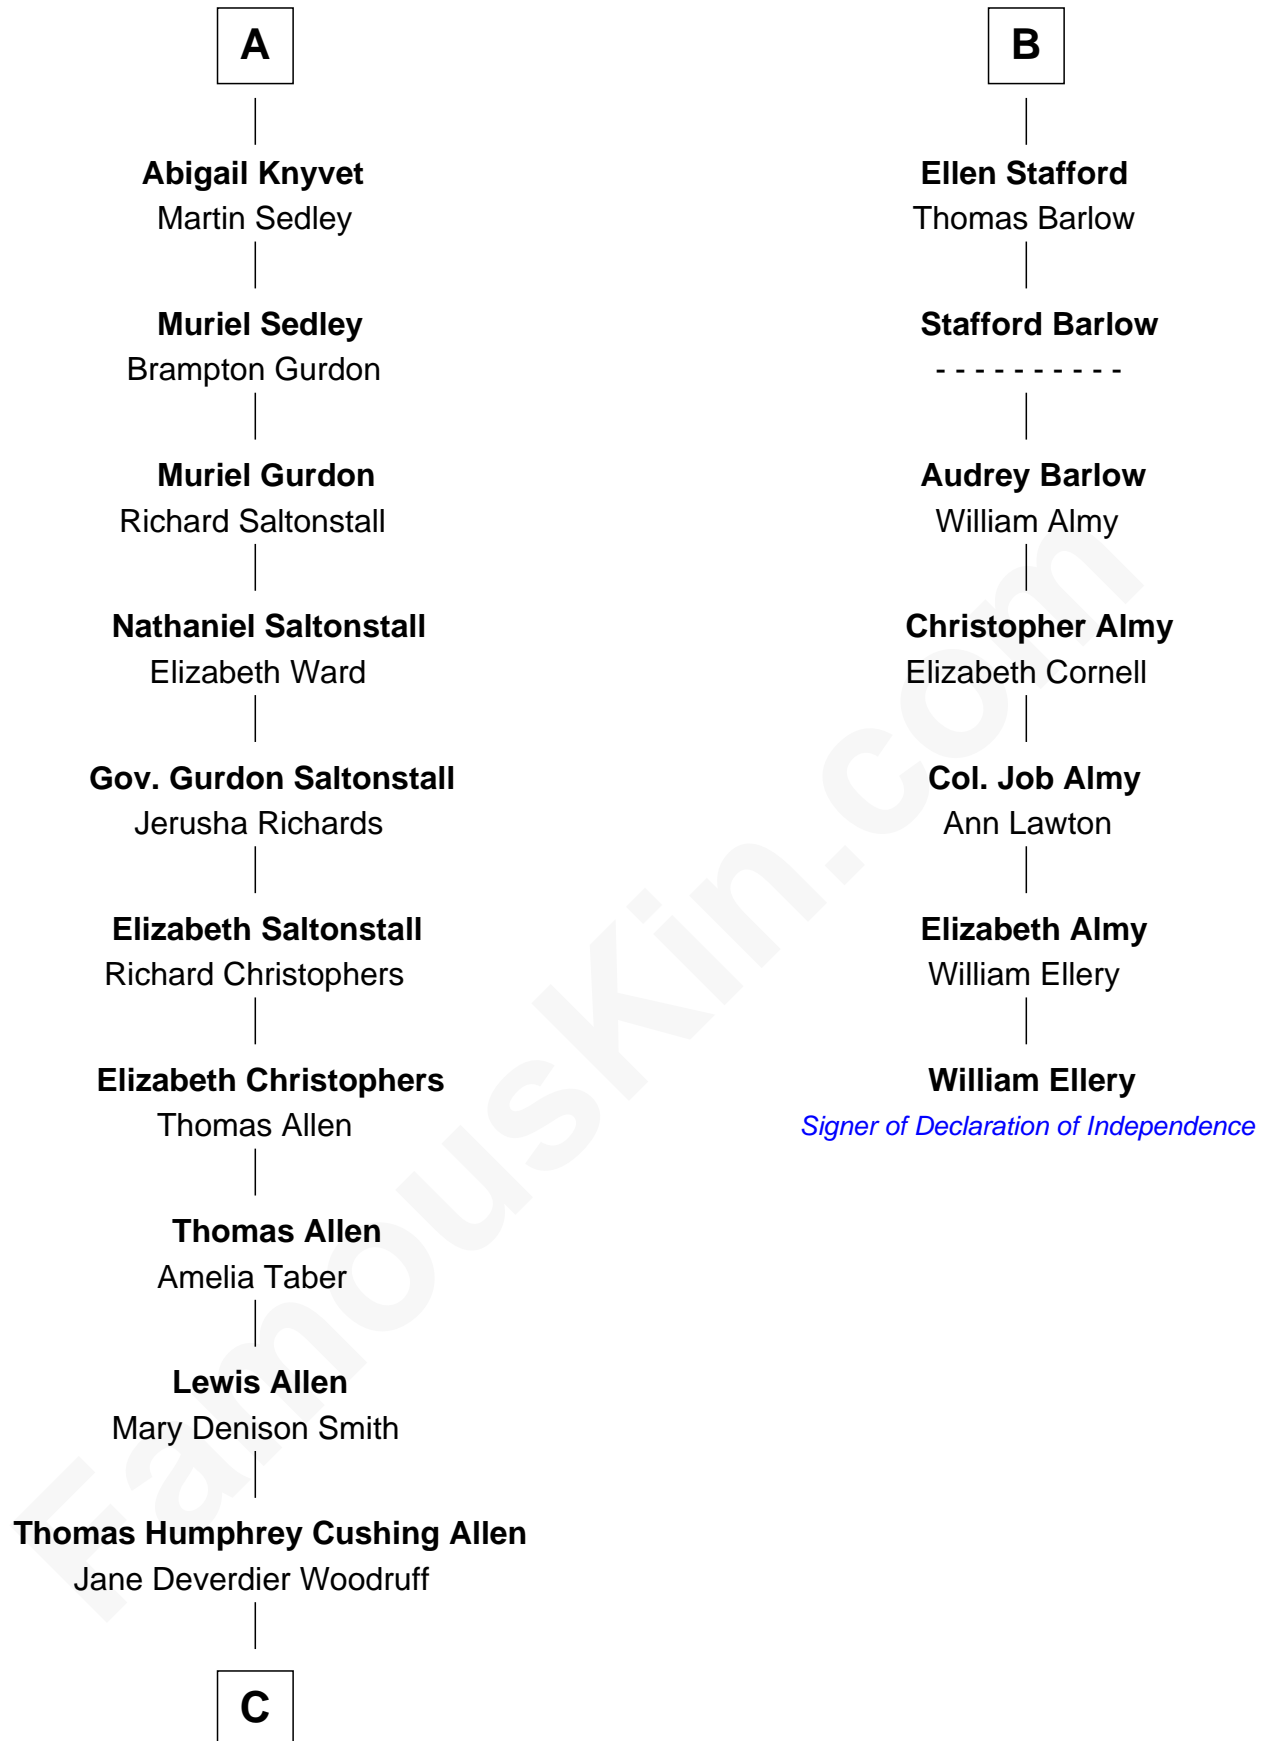 A
Abigail Knyvet
Martin Sedley
Muriel Sedley
Brampton Gurdon
Muriel Gurdon
Richard Saltonstall
Nathaniel Saltonstall
Elizabeth Ward
Gov. Gurdon Saltonstall
Jerusha Richards
Elizabeth Saltonstall
Richard Christophers
Elizabeth Christophers
Thomas Allen
Thomas Allen
Amelia Taber
Lewis Allen
Mary Denison Smith
Thomas Humphrey Cushing Allen
Jane Deverdier Woodruff
C
B
Ellen Stafford
Thomas Barlow
Stafford Barlow
- - - - - - - - - -
Audrey Barlow
William Almy
Christopher Almy
Elizabeth Cornell
Col. Job Almy
Ann Lawton
Elizabeth Almy
William Ellery
William Ellery
Signer of Declaration of Independence
FamousKin.com